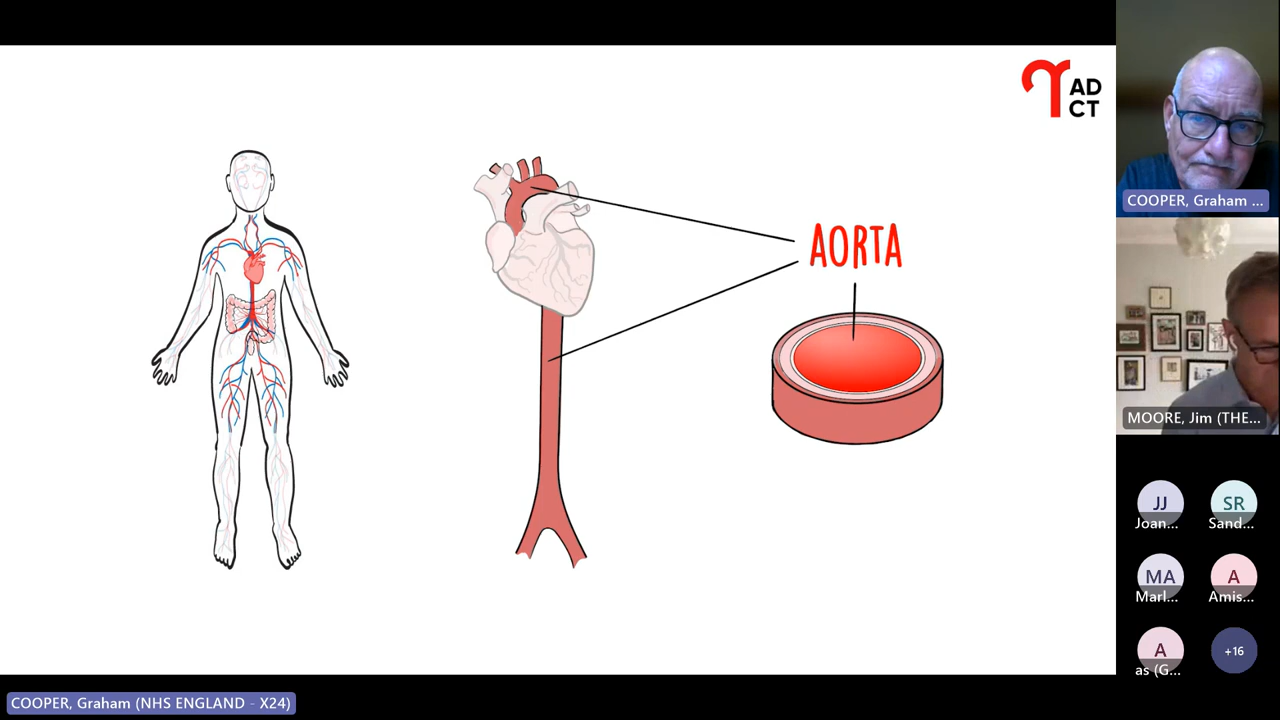 AD
CT
AORTA
COOPER, Graham ...
MOORE, Jim (THE...
JJ
Joan...
SR
Sand...
MA
Marl...
A
Amis...
A
as (G...
+16
COOPER, Graham (NHS ENGLAND - X24)